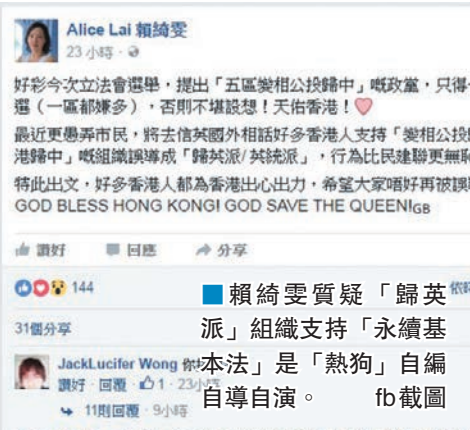 Alice Lai 賴綺雯
23 小時
好彩今次立法會選舉，提出「五區變相公投歸中」嘅政黨，只得
選（一區都嫌多），否則不堪設想！天佑香港！
最近更愚弄市民，將去信英國外相話好多香港人支持「變相公投
港歸中」嘅組織誤導成「歸英派/英統派」，行為比民建聯更無恥
特此出文，好多香港人都為香港出心出力，希望大家唔好再被誤
GOD BLESS HONG KONG! GOD SAVE THE QUEEN!GB
讚好 回應 分享
144
31個分享
JackLucifer Wong
讚好 · 回覆 · 1 · 23小時
11則回覆 · 9小時
■賴綺雯質疑「歸英
派」組織支持「永續基
本法」是「熱狗」自編
自導自演。 fb截圖